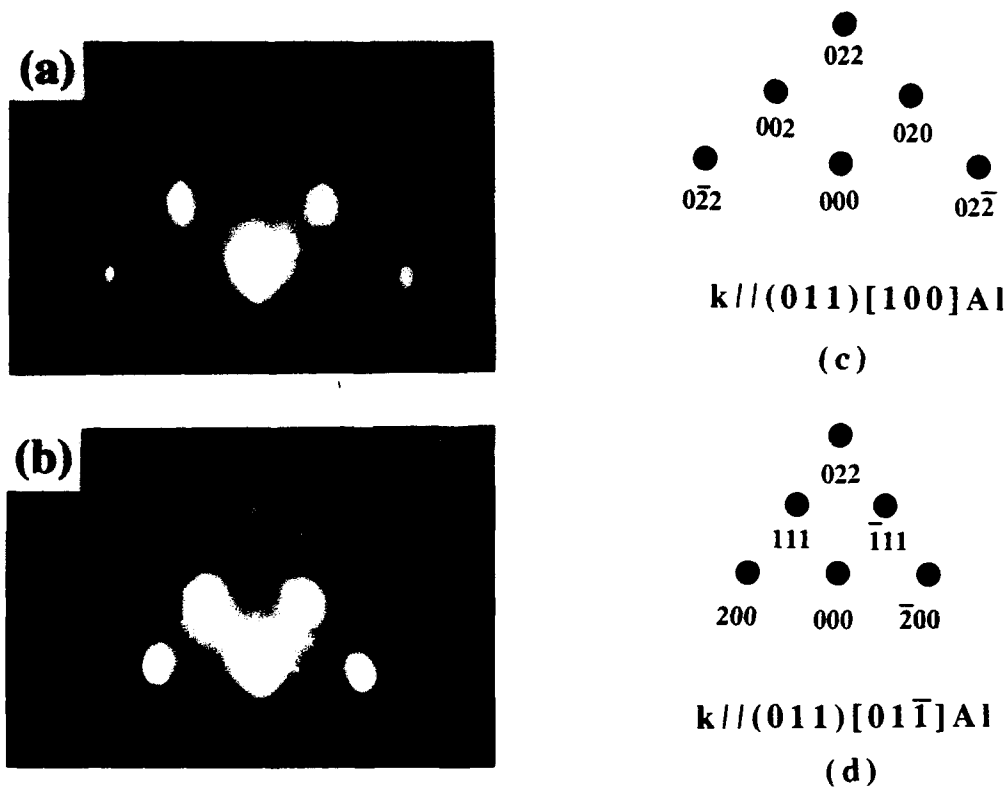 (a)
022
002 020
02̅2 000 022̅
k//(011)[100]Al
(c)
(b)
022
111 1̅11
200 000 2̅00
k//(011)[011̅]Al
(d)